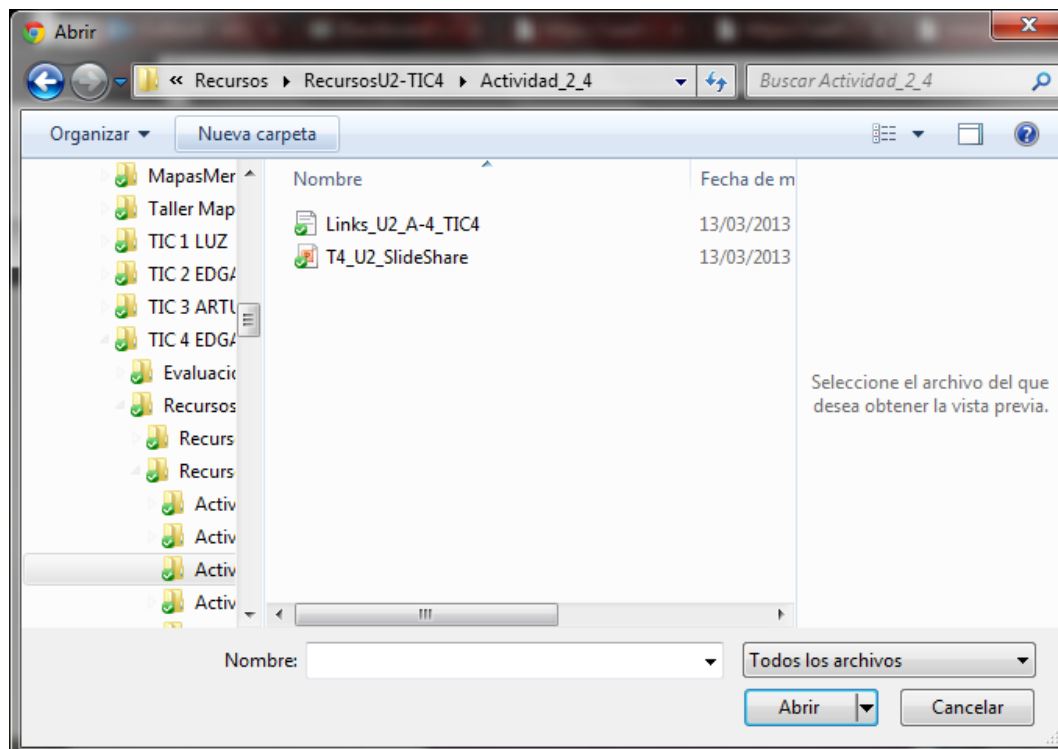 Abrir
« Recursos RecursosU2-TIC4 Actividad_2_4
Buscar Actividad_2_4
Organizar Nueva carpeta
MapasMer
Taller Map
TIC 1 LUZ
TIC 2 EDGA
TIC 3 ARTU
TIC 4 EDGA
Evaluacio
Recursos
Recurs
Recurs
Activ
Activ
Activ
Activ
Nombre Fecha de m
Links_U2_A-4_TIC4 13/03/2013
T4_U2_SlideShare 13/03/2013
Seleccione el archivo del que
desea obtener la vista previa.
Nombre: Todos los archivos
Abrir Cancelar